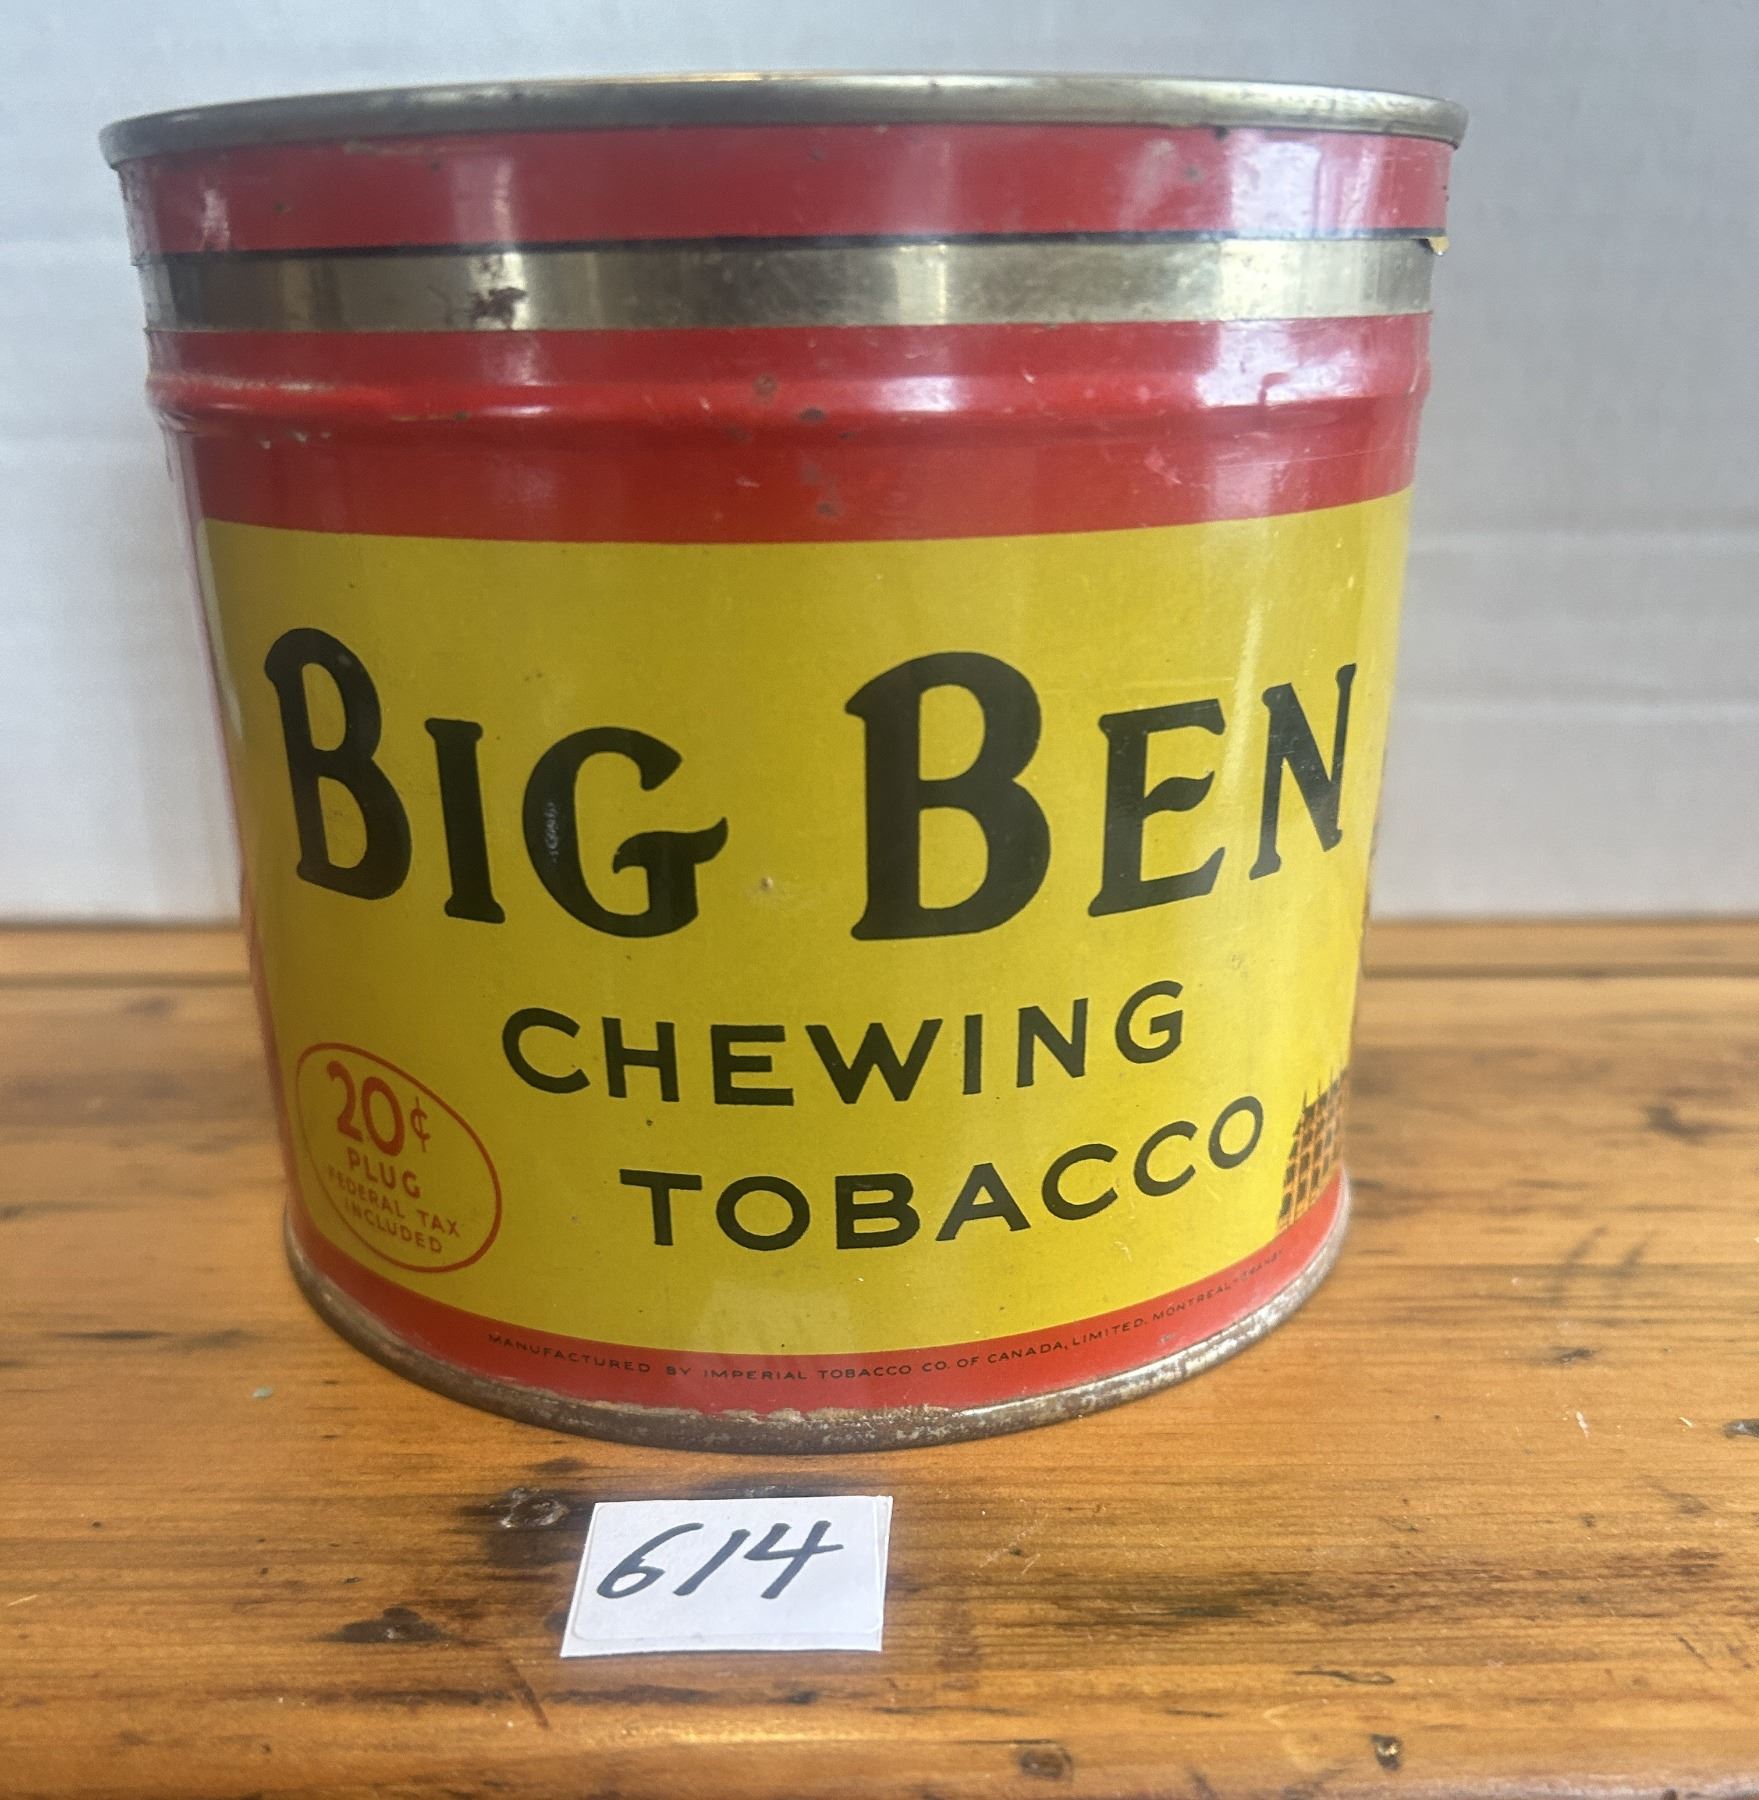 BIG BEN
CHEWING
TOBACCO
20¢
PLUG
FEDERAL TAX
INCLUDED
MANUFACTURED BY IMPERIAL TOBACCO CO. OF CANADA, LIMITED. MONTREAL
614